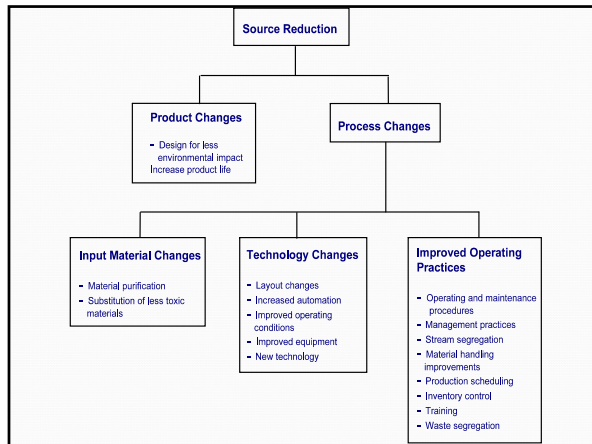 Source Reduction
Product Changes
- Design for less
environmental impact
Increase product life
Process Changes
Input Material Changes
- Material purification
- Substitution of less toxic
materials
Technology Changes
- Layout changes
- Increased automation
- Improved operating
conditions
- Improved equipment
- New technology
Improved Operating
Practices
- Operating and maintenance
procedures
- Management practices
- Stream segregation
- Material handling
improvements
- Production scheduling
- Inventory control
- Training
- Waste segregation